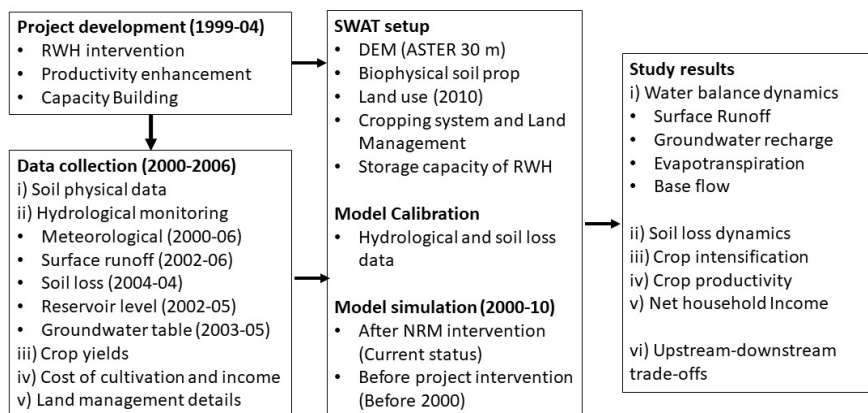 Project development (1999-04)
• RWH intervention
• Productivity enhancement
• Capacity Building
Data collection (2000-2006)
i) Soil physical data
ii) Hydrological monitoring
• Meteorological (2000-06)
• Surface runoff (2002-06)
• Soil loss (2004-04)
• Reservoir level (2002-05)
• Groundwater table (2003-05)
iii) Crop yields
iv) Cost of cultivation and income
v) Land management details
SWAT setup
• DEM (ASTER 30 m)
• Biophysical soil prop
• Land use (2010)
• Cropping system and Land
Management
• Storage capacity of RWH
Model Calibration
• Hydrological and soil loss
data
Model simulation (2000-10)
• After NRM intervention
(Current status)
• Before project intervention
(Before 2000)
Study results
i) Water balance dynamics
• Surface Runoff
• Groundwater recharge
• Evapotranspiration
• Base flow
ii) Soil loss dynamics
iii) Crop intensification
iv) Crop productivity
v) Net household Income
vi) Upstream-downstream
trade-offs